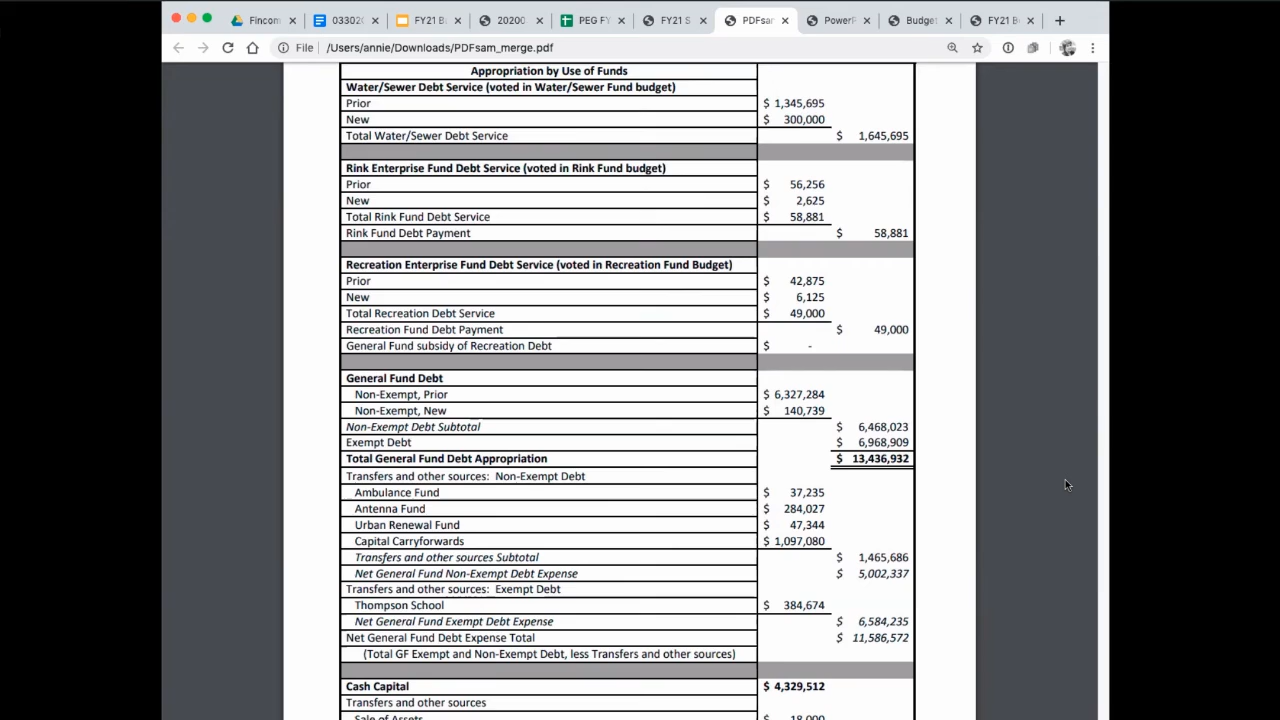 Fincom
03302
FY21 B
20200
PEG FY
FY21 S
PDFsar
PowerP
Budget
FY21 B
File /Users/annie/Downloads/PDFsam_merge.pdf
Appropriation by Use of Funds
Water/Sewer Debt Service (voted in Water/Sewer Fund budget)
Prior $ 1,345,695
New $ 300,000
Total Water/Sewer Debt Service $ 1,645,695
Rink Enterprise Fund Debt Service (voted in Rink Fund budget)
Prior $ 56,256
New $ 2,625
Total Rink Fund Debt Service $ 58,881
Rink Fund Debt Payment $ 58,881
Recreation Enterprise Fund Debt Service (voted in Recreation Fund Budget)
Prior $ 42,875
New $ 6,125
Total Recreation Debt Service $ 49,000
Recreation Fund Debt Payment $ 49,000
General Fund subsidy of Recreation Debt $ -
General Fund Debt
Non-Exempt, Prior $ 6,327,284
Non-Exempt, New $ 140,739
Non-Exempt Debt Subtotal $ 6,468,023
Exempt Debt $ 6,968,909
Total General Fund Debt Appropriation $ 13,436,932
Transfers and other sources: Non-Exempt Debt
Ambulance Fund $ 37,235
Antenna Fund $ 284,027
Urban Renewal Fund $ 47,344
Capital Carryforwards $ 1,097,080
Transfers and other sources Subtotal $ 1,465,686
Net General Fund Non-Exempt Debt Expense $ 5,002,337
Transfers and other sources: Exempt Debt
Thompson School $ 384,674
Net General Fund Exempt Debt Expense $ 6,584,235
Net General Fund Debt Expense Total $ 11,586,572
(Total GF Exempt and Non-Exempt Debt, less Transfers and other sources)
Cash Capital $ 4,329,512
Transfers and other sources
Sale of Assets $ 18,000